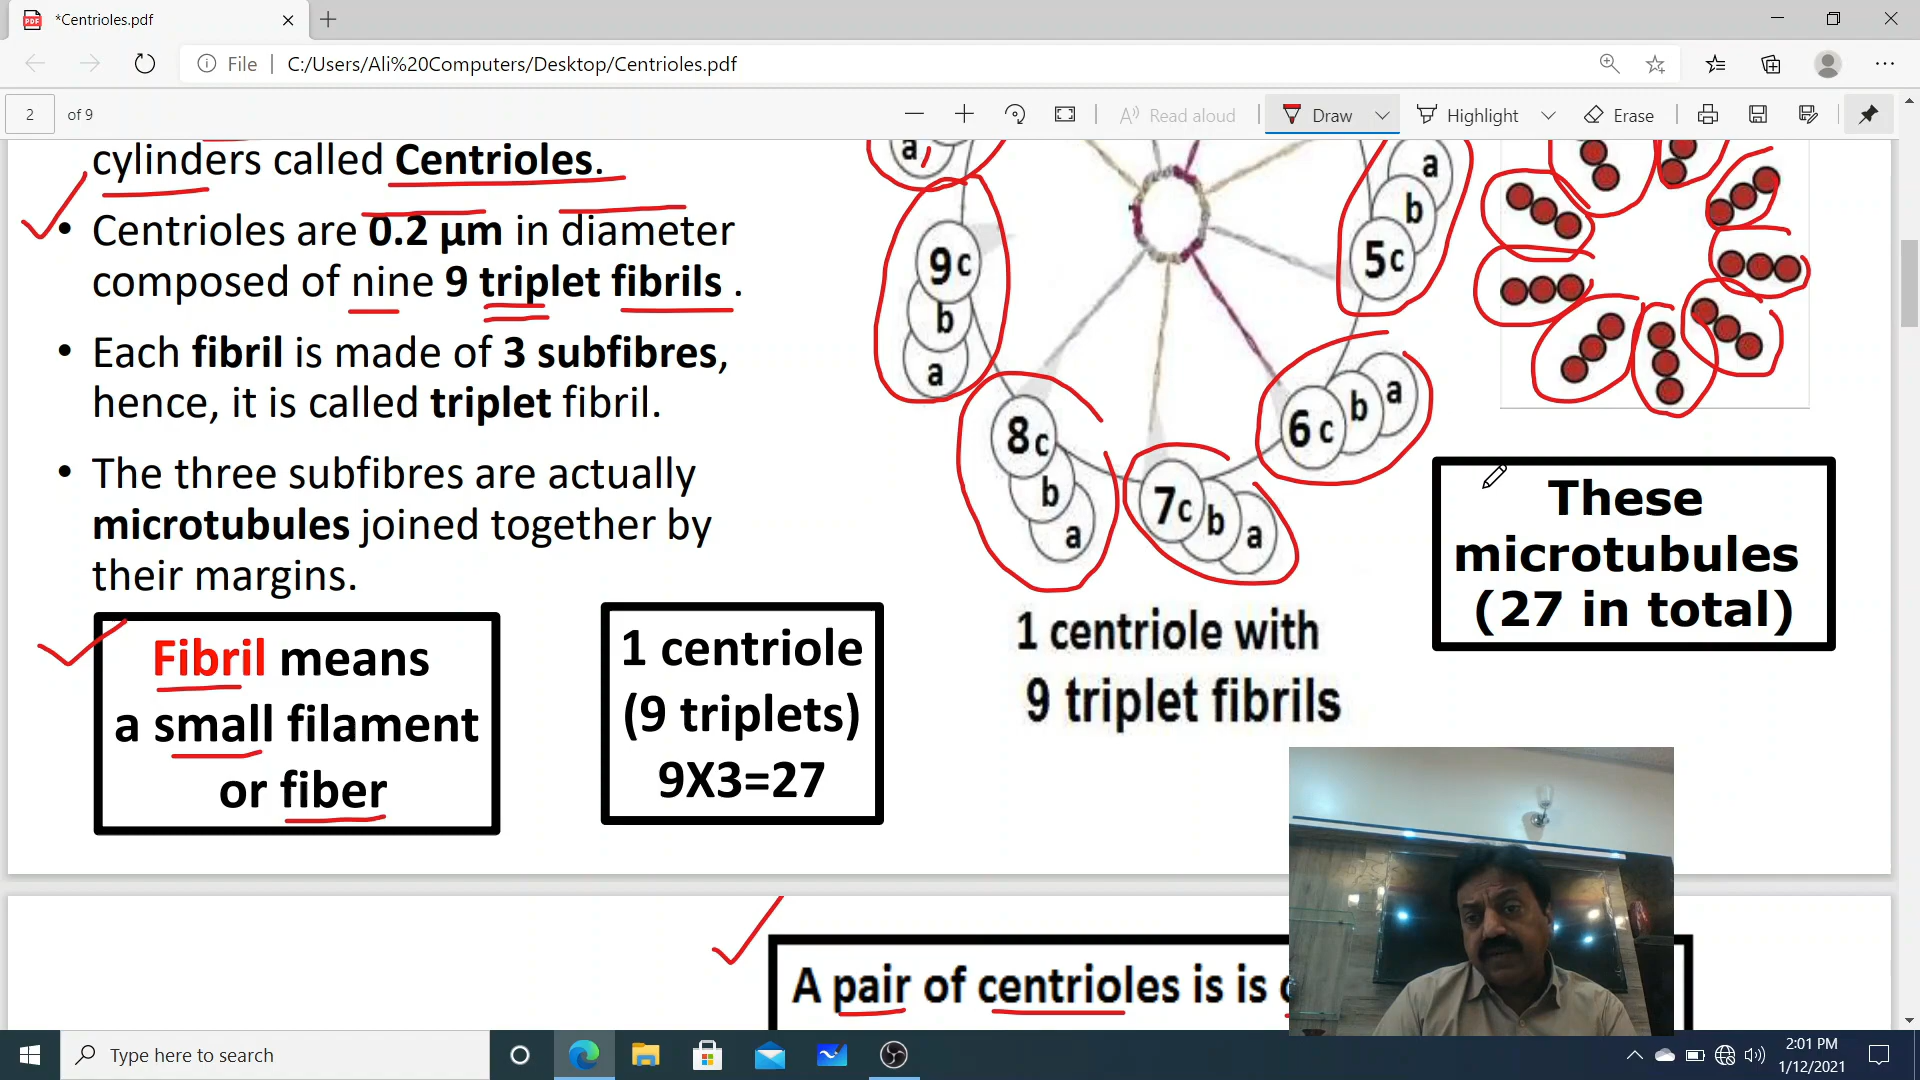 *Centrioles.pdf
File
C:/Users/Ali%20Computers/Desktop/Centrioles.pdf
2 of 9
Read aloud
Draw
Highlight
Erase
cylinders called Centrioles.
• Centrioles are 0.2 µm in diameter
composed of nine 9 triplet fibrils .
• Each fibril is made of 3 subfibres,
hence, it is called triplet fibril.
• The three subfibres are actually
microtubules joined together by
their margins.
Fibril means
a small filament
or fiber
1 centriole
(9 triplets)
9X3=27
a
9c
b
a
8c
b
a
7c b a
6c b a
a
b
5c
1 centriole with
9 triplet fibrils
These
microtubules
(27 in total)
A pair of centrioles is is
Type here to search
2:01 PM
1/12/2021